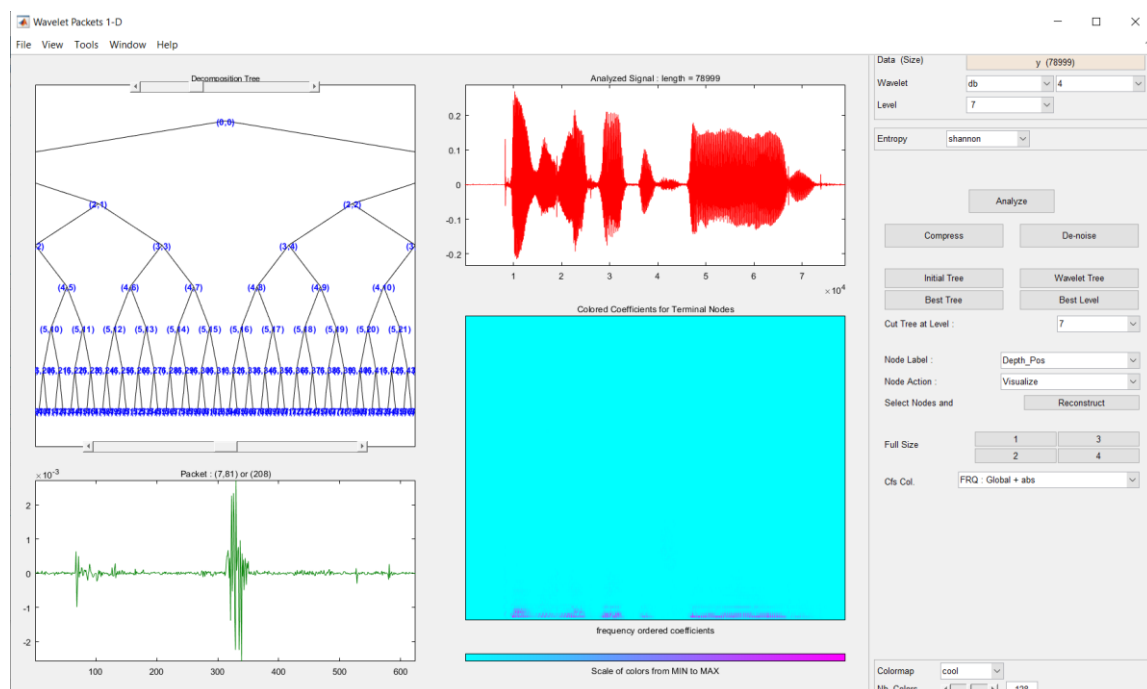 Wavelet Packets 1-D
File View Tools Window Help
Decomposition Tree
(0,0)
(2,1) (2,2)
2) (3,3) (3,4) (3
(4,5) (4,6) (4,7) (4,8) (4,9) (4,10)
(5,10) (5,11) (5,12) (5,13) (5,14) (5,15) (5,16) (5,17) (5,18) (5,19) (5,20) (5,21)
Packet : (7,81) or (208)
×10⁻³
2
1
0
-1
-2
100 200 300 400 500 600
Analyzed Signal : length = 78999
0.2
0.1
0
-0.1
-0.2
1 2 3 4 5 6 7
×10⁴
Colored Coefficients for Terminal Nodes
frequency ordered coefficients
Scale of colors from MIN to MAX
Data (Size) y (78999)
Wavelet db 4
Level 7
Entropy shannon
Analyze
Compress De-noise
Initial Tree Wavelet Tree
Best Tree Best Level
Cut Tree at Level : 7
Node Label : Depth_Pos
Node Action : Visualize
Select Nodes and Reconstruct
Full Size 1 3
2 4
Cfs Col. FRQ : Global + abs
Colormap cool
Nb. Colors 128